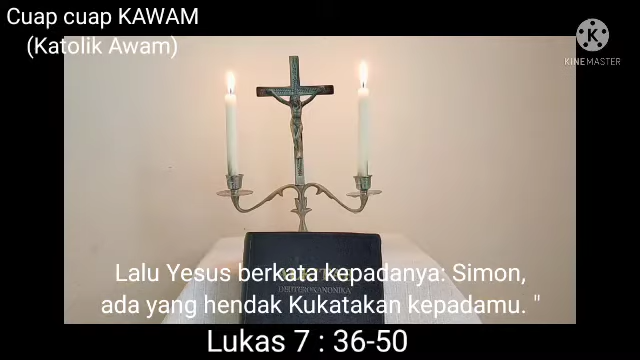 Cuap cuap KAWAM
(Katolik Awam)
KINEMASTER
Lalu Yesus berkata kepadanya: Simon,
DEUTEROKANONIKA
ada yang hendak Kukatakan kepadamu. "
Lukas 7 : 36-50